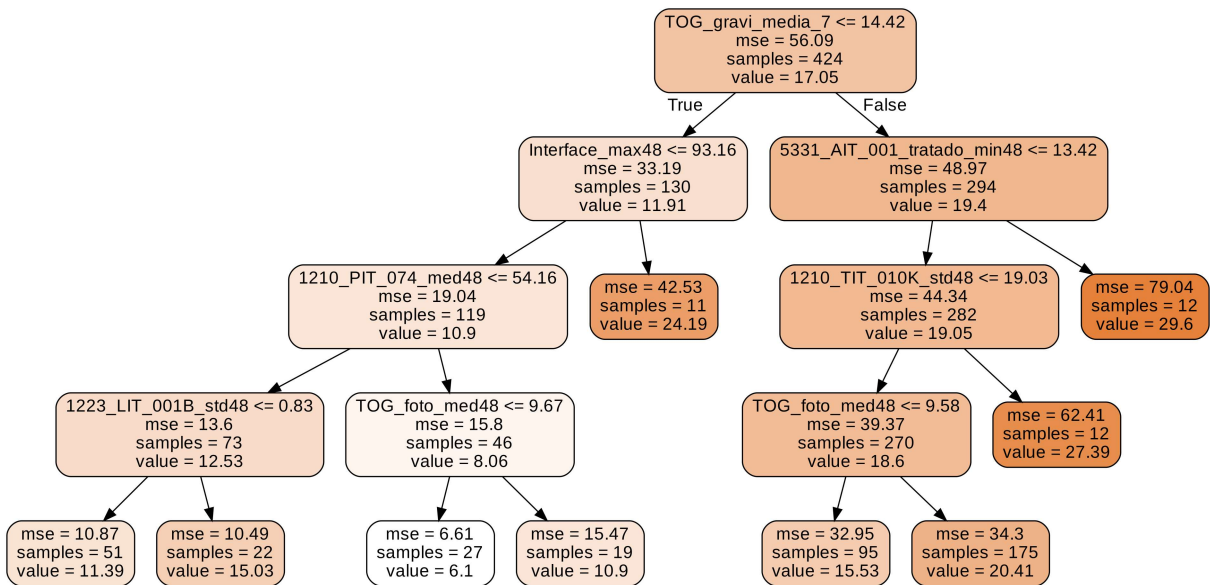 TOG_gravi_media_7 <= 14.42
mse = 56.09
samples = 424
value = 17.05
True
False
Interface_max48 <= 93.16
mse = 33.19
samples = 130
value = 11.91
5331_AIT_001_tratado_min48 <= 13.42
mse = 48.97
samples = 294
value = 19.4
1210_PIT_074_med48 <= 54.16
mse = 19.04
samples = 119
value = 10.9
mse = 42.53
samples = 11
value = 24.19
1210_TIT_010K_std48 <= 19.03
mse = 44.34
samples = 282
value = 19.05
mse = 79.04
samples = 12
value = 29.6
1223_LIT_001B_std48 <= 0.83
mse = 13.6
samples = 73
value = 12.53
TOG_foto_med48 <= 9.67
mse = 15.8
samples = 46
value = 8.06
TOG_foto_med48 <= 9.58
mse = 39.37
samples = 270
value = 18.6
mse = 62.41
samples = 12
value = 27.39
mse = 10.87
samples = 51
value = 11.39
mse = 10.49
samples = 22
value = 15.03
mse = 6.61
samples = 27
value = 6.1
mse = 15.47
samples = 19
value = 10.9
mse = 32.95
samples = 95
value = 15.53
mse = 34.3
samples = 175
value = 20.41